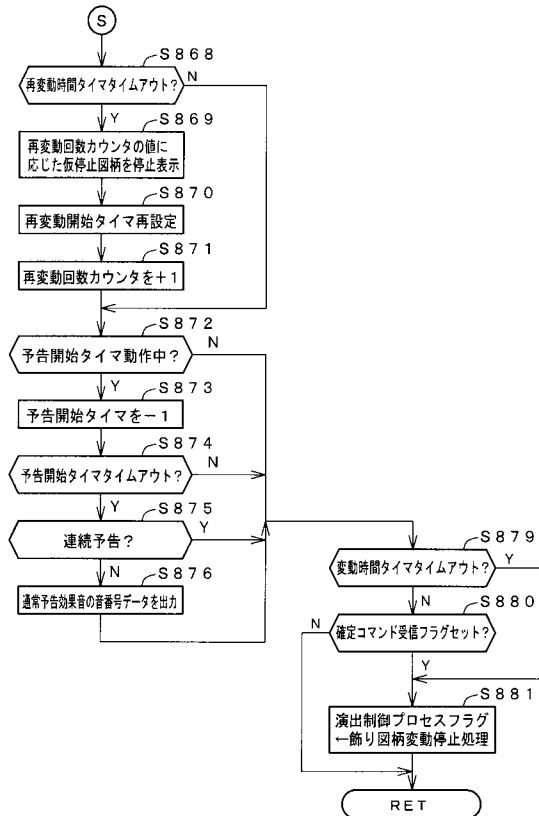 S
S868
再変動時間タイマタイムアウト?
N
Y
S869
再変動回数カウンタの値に
応じた仮停止図柄を停止表示
S870
再変動開始タイマ再設定
S871
再変動回数カウンタを+1
S872
予告開始タイマ動作中?
N
Y
S873
予告開始タイマを-1
S874
予告開始タイマタイムアウト?
N
Y
S875
連続予告?
Y
N
S876
通常予告効果音の音番号データを出力
S879
変動時間タイマタイムアウト?
Y
N
S880
確定コマンド受信フラグセット?
N
Y
S881
演出制御プロセスフラグ
←飾り図柄変動停止処理
RET